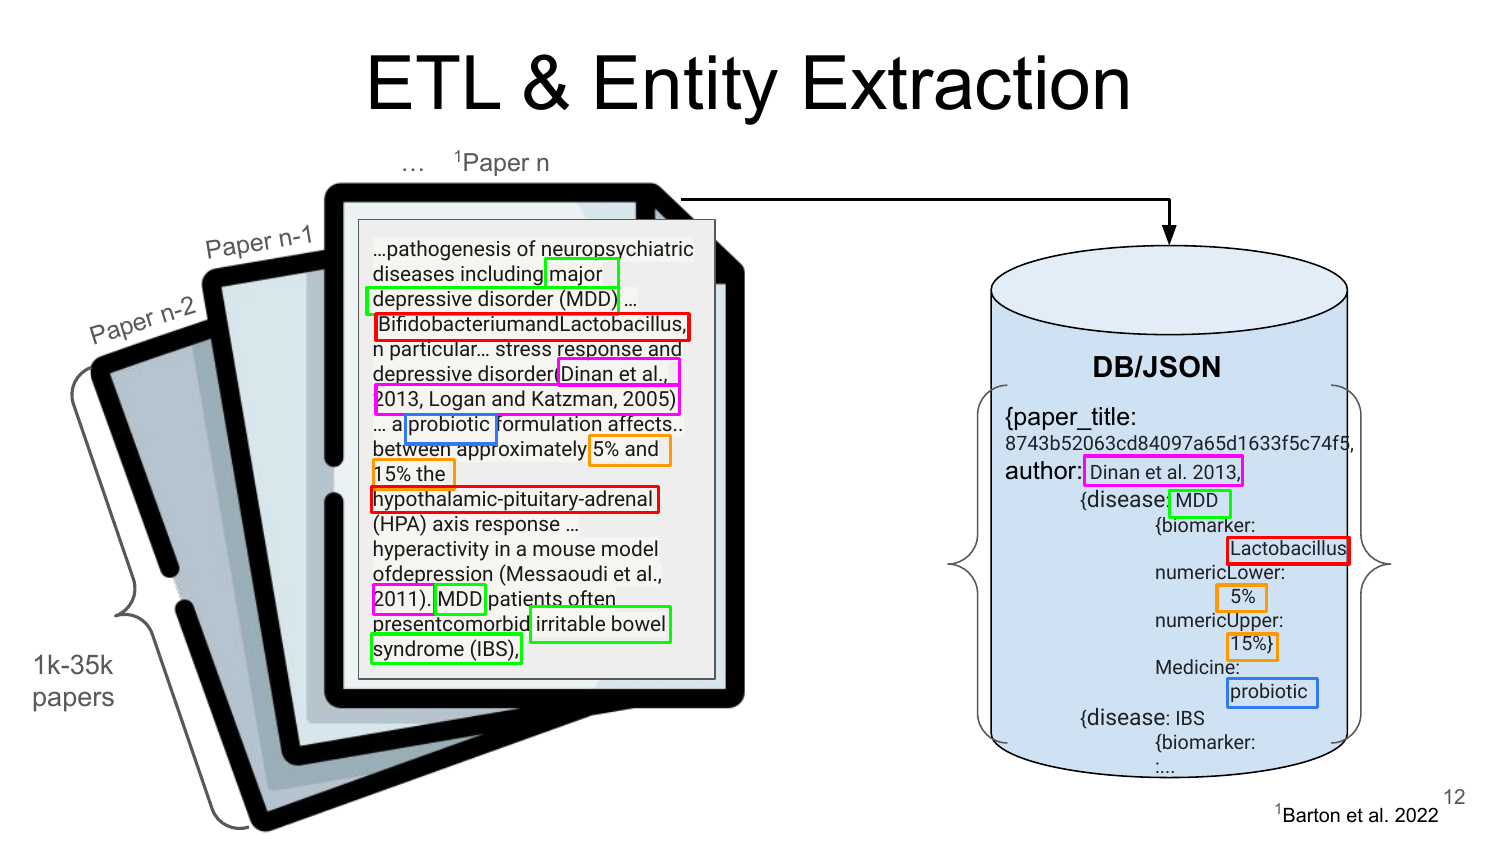 ETL & Entity Extraction
… ¹Paper n
Paper n-1
Paper n-2
…pathogenesis of neuropsychiatric
diseases including major
depressive disorder (MDD) …
BifidobacteriumandLactobacillus,
n particular… stress response and
depressive disorder(Dinan et al.,
2013, Logan and Katzman, 2005)
… a probiotic formulation affects..
between approximately 5% and
15% the
hypothalamic-pituitary-adrenal
(HPA) axis response …
hyperactivity in a mouse model
ofdepression (Messaoudi et al.,
2011). MDD patients often
presentcomorbid irritable bowel
syndrome (IBS),
1k-35k
papers
DB/JSON
{paper_title:
8743b52063cd84097a65d1633f5c74f5,
author: Dinan et al. 2013,
{disease: MDD
{biomarker:
Lactobacillus
numericLower:
5%
numericUpper:
15%}
Medicine:
probiotic
{disease: IBS
{biomarker:
:...
12
¹Barton et al. 2022